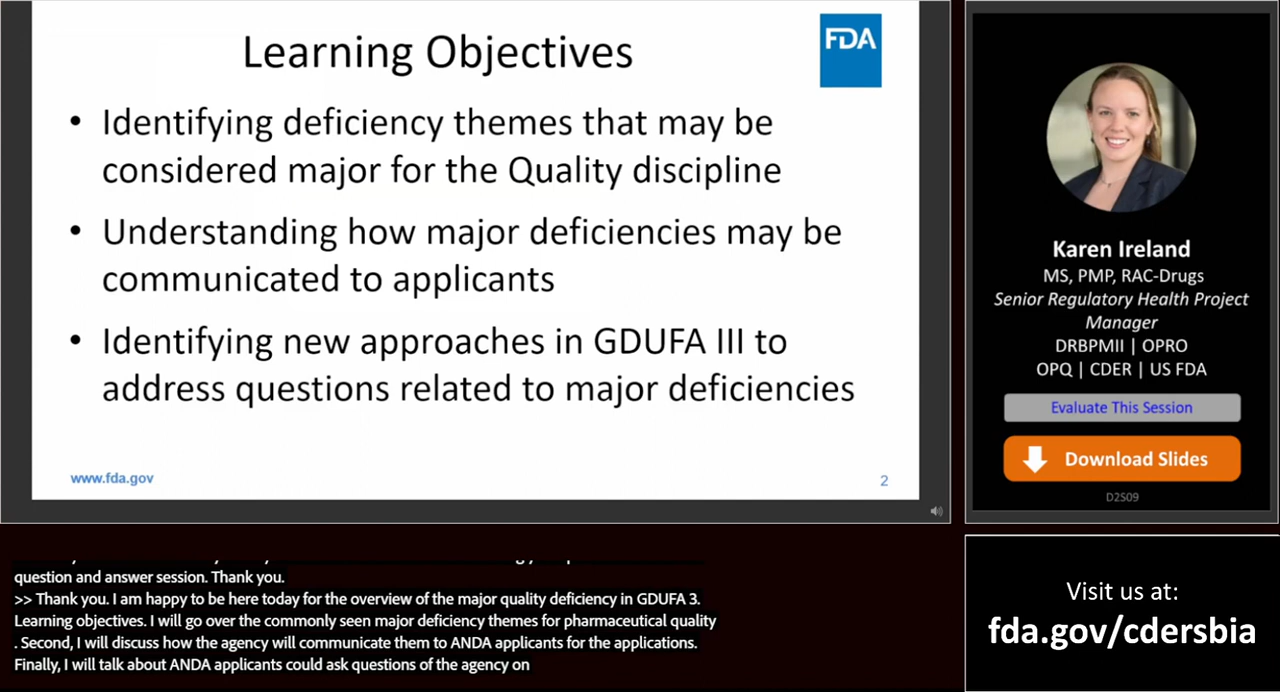 Learning Objectives
FDA
• Identifying deficiency themes that may be
considered major for the Quality discipline
• Understanding how major deficiencies may be
communicated to applicants
• Identifying new approaches in GDUFA III to
address questions related to major deficiencies
www.fda.gov
2
Karen Ireland
MS, PMP, RAC-Drugs
Senior Regulatory Health Project
Manager
DRBPMII | OPRO
OPQ | CDER | US FDA
Evaluate This Session
Download Slides
D2S09
question and answer session. Thank you.
>> Thank you. I am happy to be here today for the overview of the major quality deficiency in GDUFA 3.
Learning objectives. I will go over the commonly seen major deficiency themes for pharmaceutical quality
. Second, I will discuss how the agency will communicate them to ANDA applicants for the applications.
Finally, I will talk about ANDA applicants could ask questions of the agency on
Visit us at:
fda.gov/cdersbia